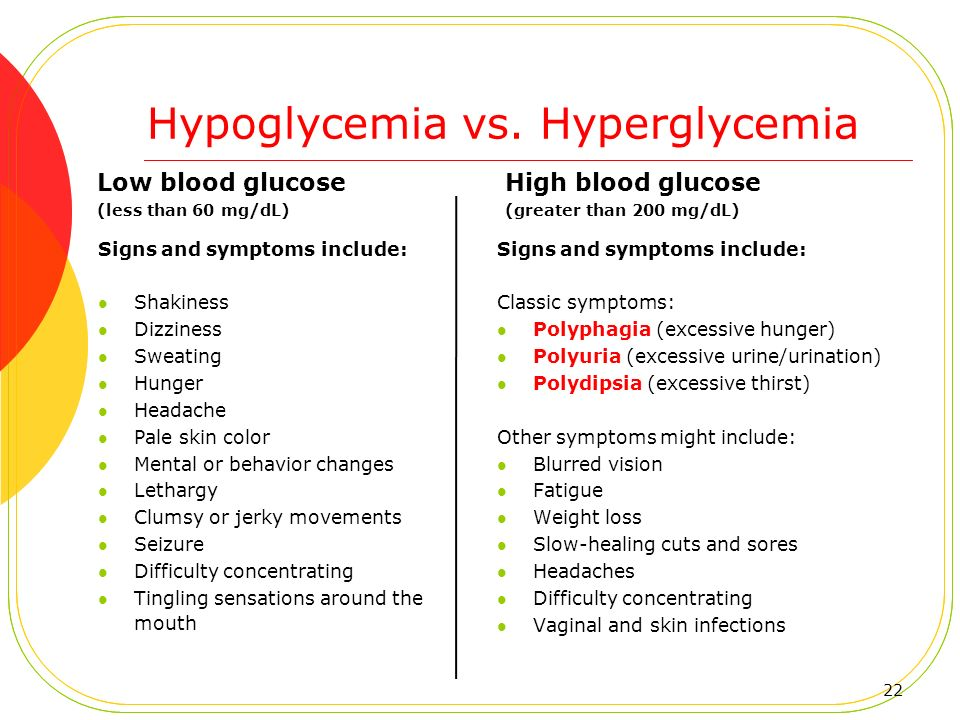 Hypoglycemia vs. Hyperglycemia
Low blood glucose
(less than 60 mg/dL)
Signs and symptoms include:
Shakiness
Dizziness
Sweating
Hunger
Headache
Pale skin color
Mental or behavior changes
Lethargy
Clumsy or jerky movements
Seizure
Difficulty concentrating
Tingling sensations around the
mouth
High blood glucose
(greater than 200 mg/dL)
Signs and symptoms include:
Classic symptoms:
Polyphagia (excessive hunger)
Polyuria (excessive urine/urination)
Polydipsia (excessive thirst)
Other symptoms might include:
Blurred vision
Fatigue
Weight loss
Slow-healing cuts and sores
Headaches
Difficulty concentrating
Vaginal and skin infections
22